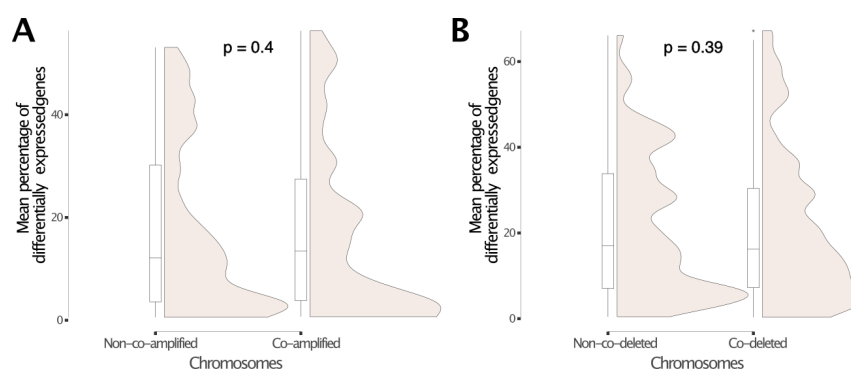 A
p = 0.4
Mean percentage of
differentially expressedgenes
40
20
0
Non-co-amplified
Co-amplified
Chromosomes
B
p = 0.39
Mean percentage of
differentially expressedgenes
60
40
20
0
Non-co-deleted
Co-deleted
Chromosomes